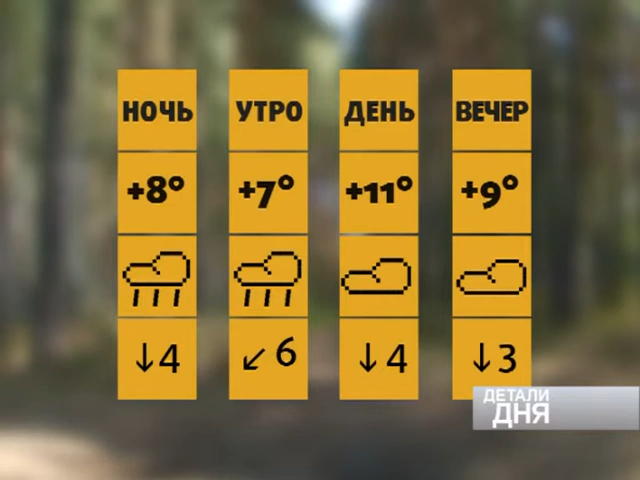 НОЧЬ УТРО ДЕНЬ ВЕЧЕР
+8° +7° +11° +9°
↓4 ↙6 ↓4 ↓3
ДЕТАЛИ
ДНЯ